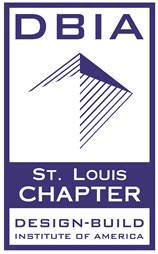 DBIA
ST. LOUIS
CHAPTER
DESIGN-BUILD
INSTITUTE OF AMERICA